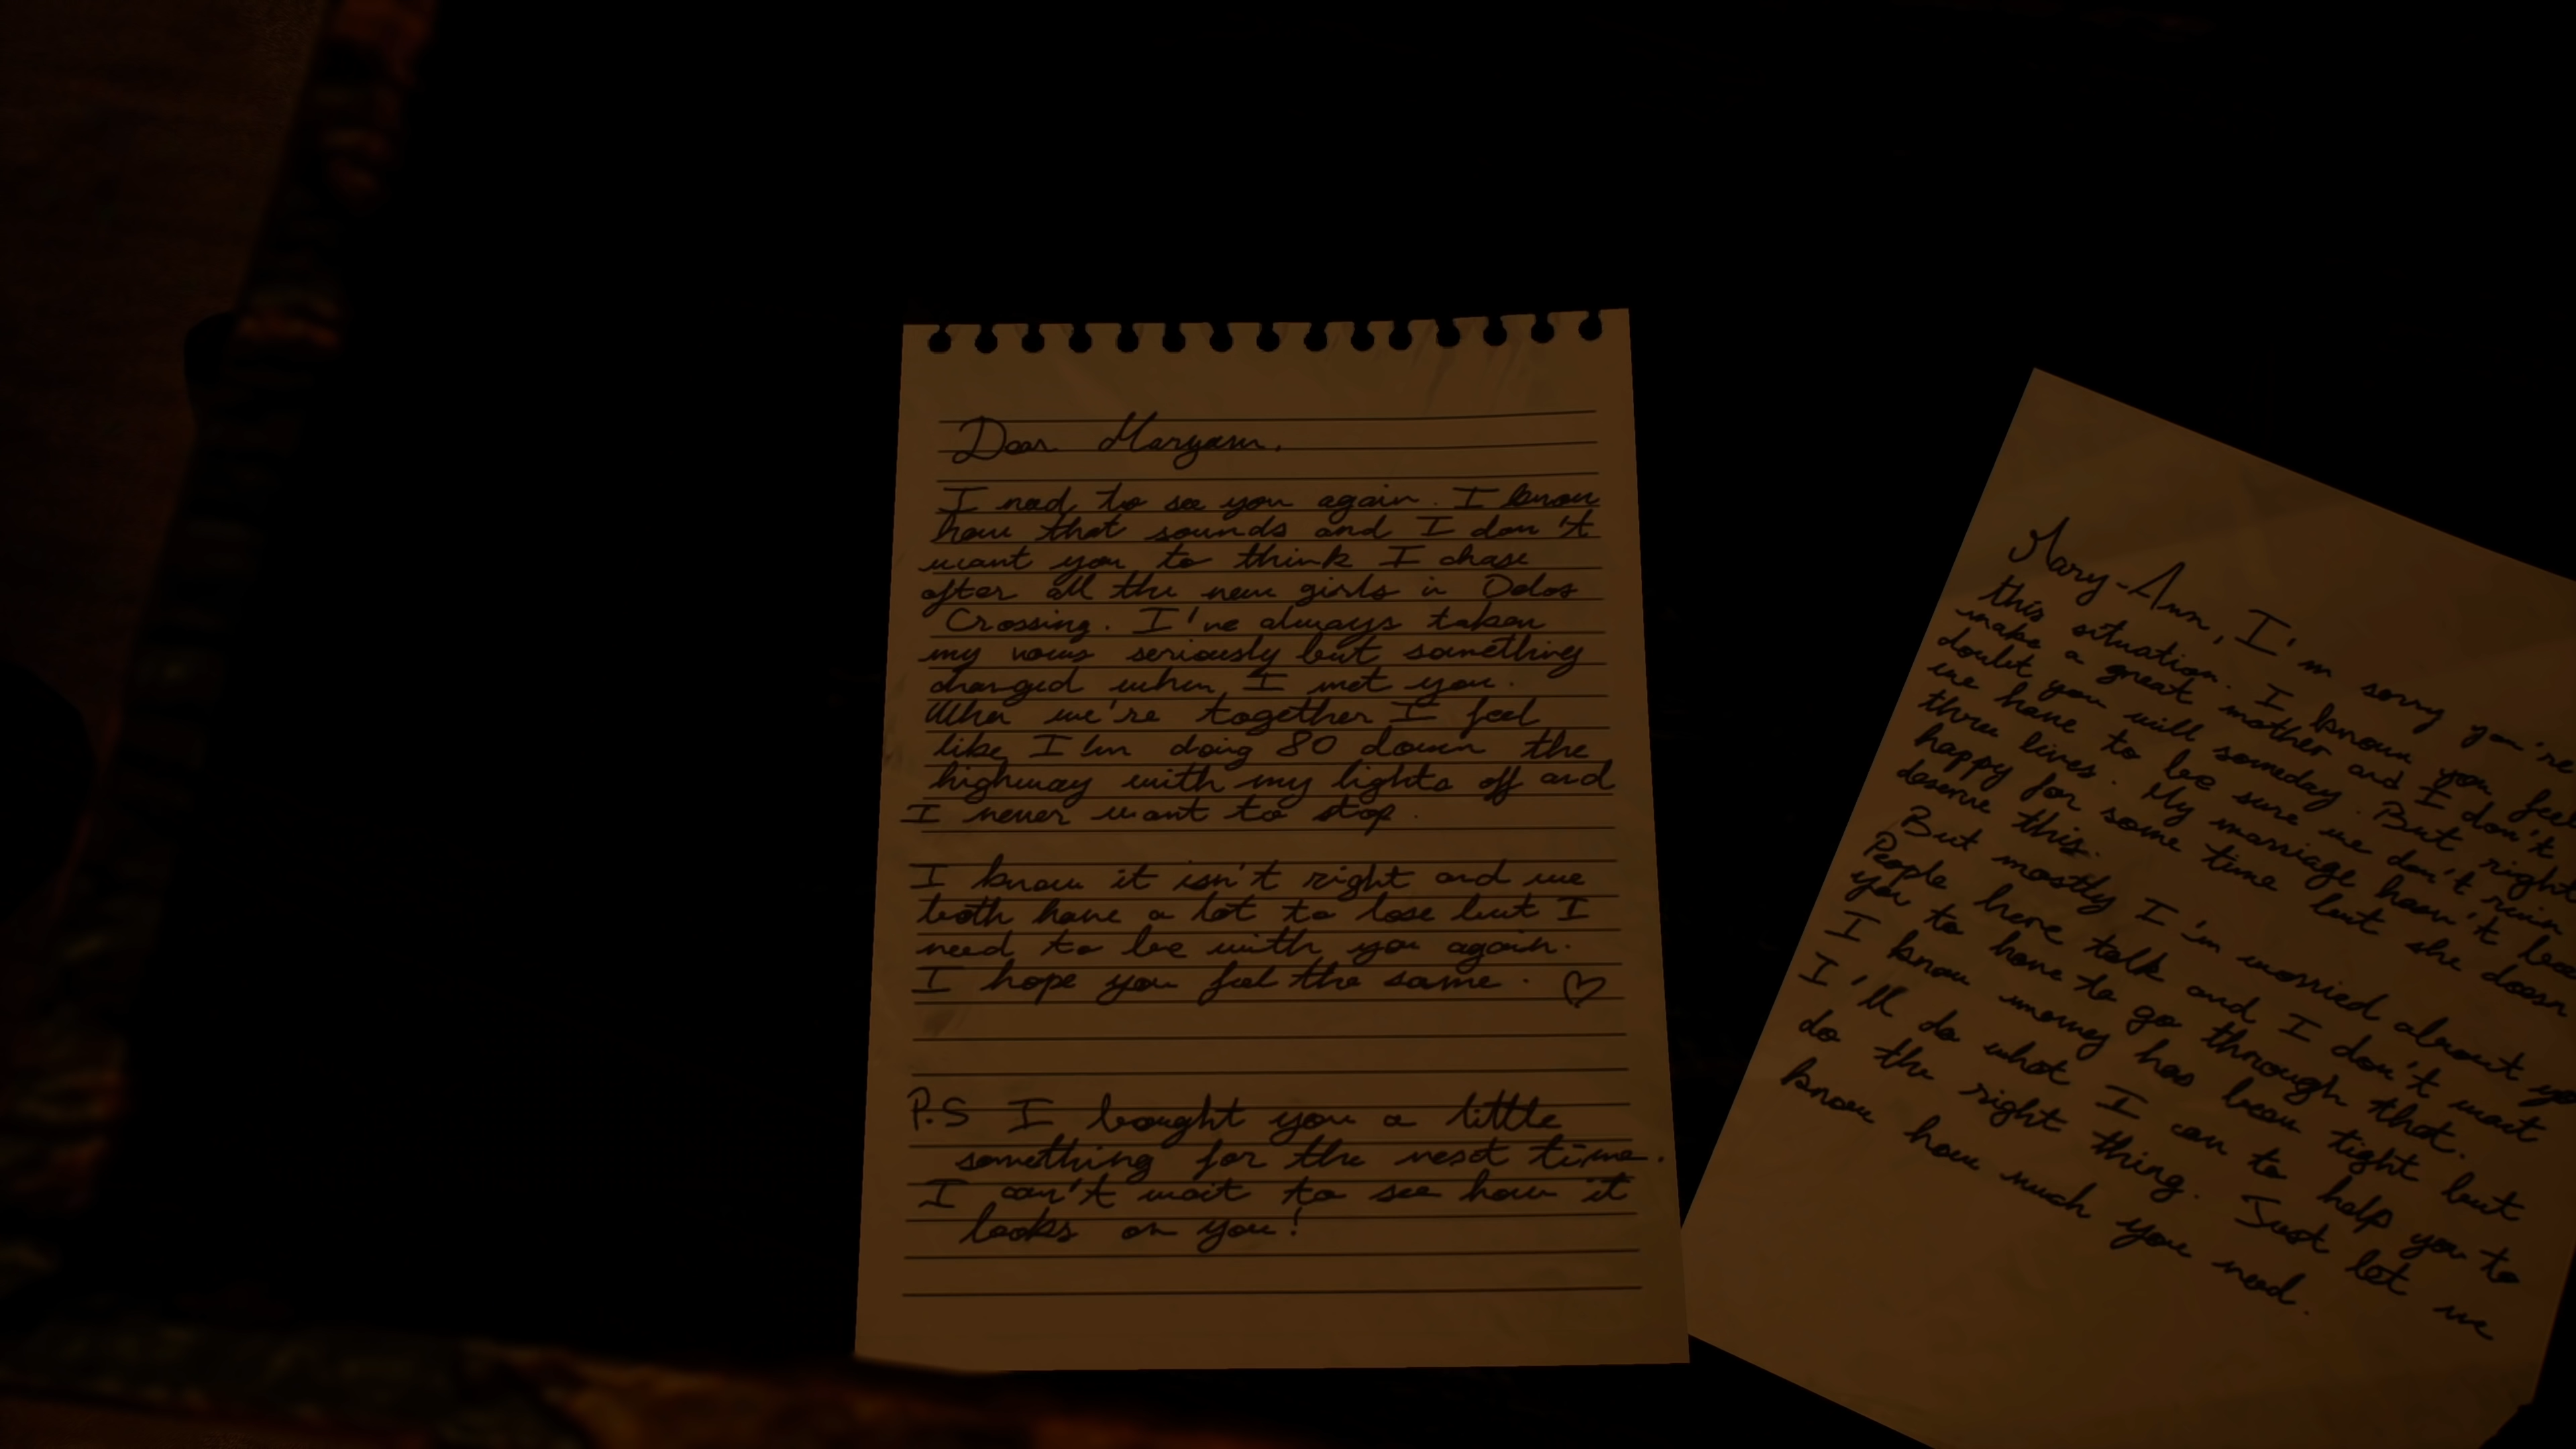 Dear Maryann,
I need to see you again. I know
how that sounds and I don't
want you to think I chase
after all the new girls in Delos
Crossing. I've always taken
my vows seriously but something
changed when I met you.
When we're together I feel
like I'm doing 80 down the
highway with my lights off and
I never want to stop.
I know it isn't right and we
both have a lot to lose but I
need to be with you again.
I hope you feel the same. ♡
P.S I bought you a little
something for the next time.
I can't wait to see how it
looks on you!
Mary-Ann, I'm sorry you're
this situation. I know you feel
make a great mother and I don't
doubt you will someday. But right
we have to be sure we don't ruin
three lives. My marriage hasn't been
happy for some time but she doesn
deserve this.
But mostly I'm worried about yo
People here talk and I don't want
you to have to go through that.
I know money has been tight but
I'll do what I can to help you to
do the right thing. Just let me
know how much you need.